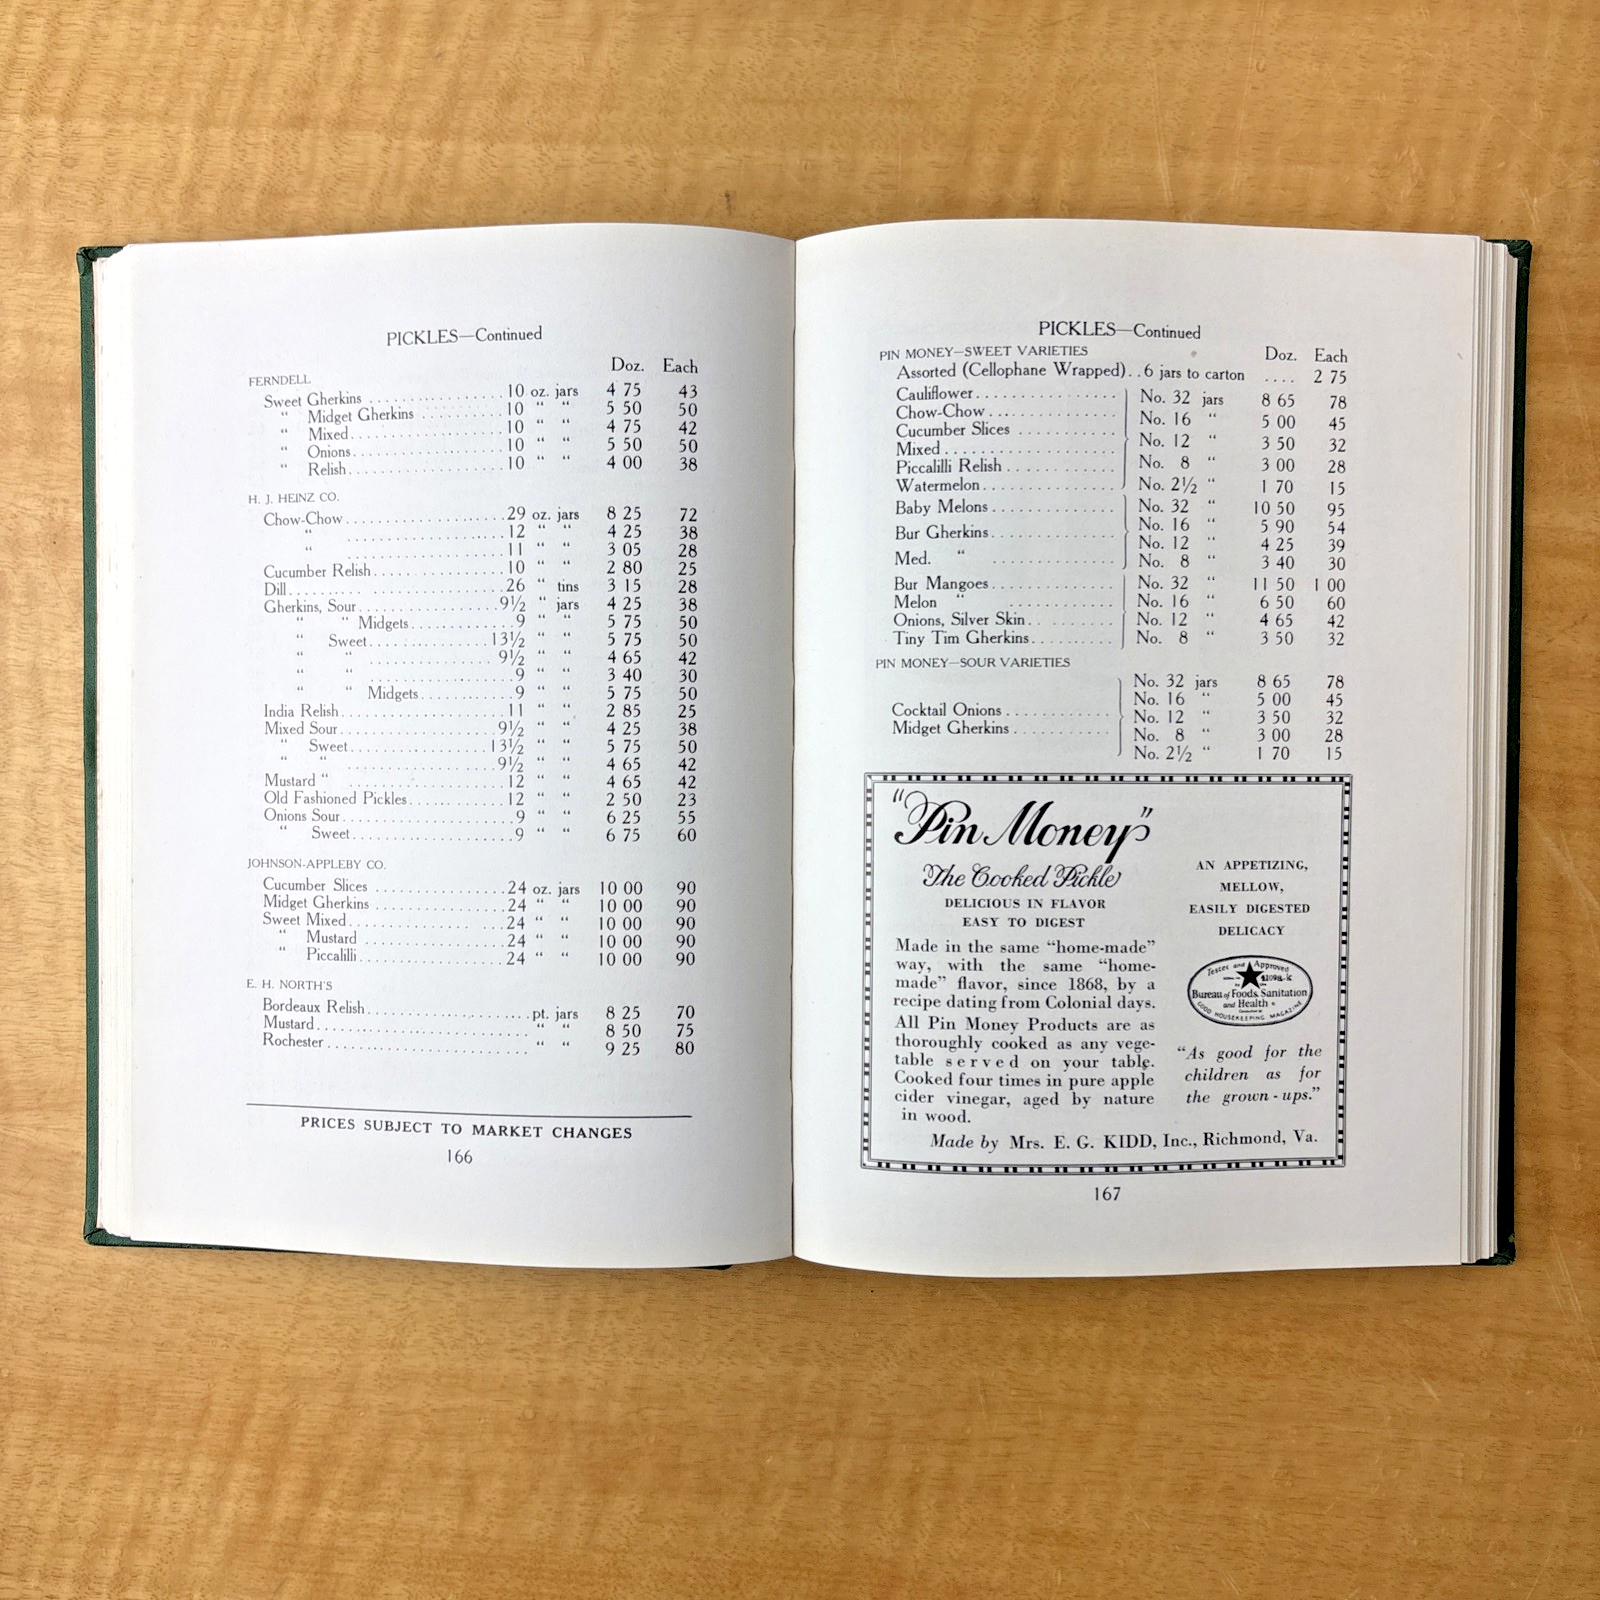 PICKLES—Continued
Doz. Each
FERNDELL
Sweet Gherkins 10 oz. jars 4 75 43
“ Midget Gherkins 10 “ “ 5 50 50
“ Mixed 10 “ “ 4 75 42
“ Onions 10 “ “ 5 50 50
“ Relish 10 “ “ 4 00 38
H. J. HEINZ CO.
Chow-Chow 29 oz. jars 8 25 72
“ 12 “ “ 4 25 38
“ 11 “ “ 3 05 28
Cucumber Relish 10 “ “ 2 80 25
Dill 26 “ tins 3 15 28
Gherkins, Sour 9½ “ jars 4 25 38
“ “ Midgets 9 “ “ 5 75 50
“ Sweet 13½ “ “ 5 75 50
“ “ 9½ “ “ 4 65 42
“ “ 9 “ “ 3 40 30
“ “ Midgets 9 “ “ 5 75 50
India Relish 11 “ “ 2 85 25
Mixed Sour 9½ “ “ 4 25 38
“ Sweet 13½ “ “ 5 75 50
“ “ 9½ “ “ 4 65 42
Mustard “ 12 “ “ 4 65 42
Old Fashioned Pickles 12 “ “ 2 50 23
Onions Sour 9 “ “ 6 25 55
“ Sweet 9 “ “ 6 75 60
JOHNSON-APPLEBY CO.
Cucumber Slices 24 oz. jars 10 00 90
Midget Gherkins 24 “ “ 10 00 90
Sweet Mixed 24 “ “ 10 00 90
“ Mustard 24 “ “ 10 00 90
“ Piccalilli 24 “ “ 10 00 90
E. H. NORTH'S
Bordeaux Relish pt. jars 8 25 70
Mustard “ “ 8 50 75
Rochester “ “ 9 25 80
PRICES SUBJECT TO MARKET CHANGES
166
PICKLES—Continued
PIN MONEY—SWEET VARIETIES Doz. Each
Assorted (Cellophane Wrapped) . . 6 jars to carton .... 2 75
Cauliflower No. 32 jars 8 65 78
Chow-Chow No. 16 “ 5 00 45
Cucumber Slices No. 12 “ 3 50 32
Mixed No. 8 “ 3 00 28
Piccalilli Relish No. 2½ “ 1 70 15
Watermelon
Baby Melons No. 32 “ 10 50 95
Bur Gherkins No. 16 “ 5 90 54
Med. “ No. 12 “ 4 25 39
No. 8 “ 3 40 30
Bur Mangoes No. 32 “ 11 50 1 00
Melon “ No. 16 “ 6 50 60
Onions, Silver Skin No. 12 “ 4 65 42
Tiny Tim Gherkins No. 8 “ 3 50 32
PIN MONEY—SOUR VARIETIES
No. 32 jars 8 65 78
No. 16 “ 5 00 45
Cocktail Onions No. 12 “ 3 50 32
Midget Gherkins No. 8 “ 3 00 28
No. 2½ “ 1 70 15
“Pin Money”
The Cooked Pickle
DELICIOUS IN FLAVOR
EASY TO DIGEST
Made in the same “home-made”
way, with the same “home-
made” flavor, since 1868, by a
recipe dating from Colonial days.
All Pin Money Products are as
thoroughly cooked as any vege-
table served on your table.
Cooked four times in pure apple
cider vinegar, aged by nature
in wood.
AN APPETIZING,
MELLOW,
EASILY DIGESTED
DELICACY
Tested and Approved
Bureau of Foods Sanitation
and Health
GOOD HOUSEKEEPING MAGAZINE
“As good for the
children as for
the grown-ups.”
Made by Mrs. E. G. KIDD, Inc., Richmond, Va.
167